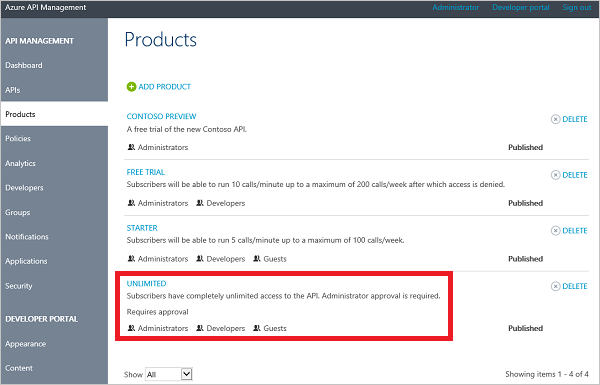 Azure API Management
Administrator Developer portal Sign out
API MANAGEMENT
Dashboard
APIs
Products
Policies
Analytics
Developers
Groups
Notifications
Applications
Security
DEVELOPER PORTAL
Appearance
Content
Products
ADD PRODUCT
CONTOSO PREVIEW
DELETE
A free trial of the new Contoso API.
Administrators
Published
FREE TRIAL
DELETE
Subscribers will be able to run 10 calls/minute up to a maximum of 200 calls/week after which access is denied.
Administrators Developers
Published
STARTER
DELETE
Subscribers will be able to run 5 calls/minute up to a maximum of 100 calls/week.
Administrators Developers Guests
Published
UNLIMITED
DELETE
Subscribers have completely unlimited access to the API. Administrator approval is required.
Requires approval
Administrators Developers Guests
Published
Show All
Showing items 1 - 4 of 4